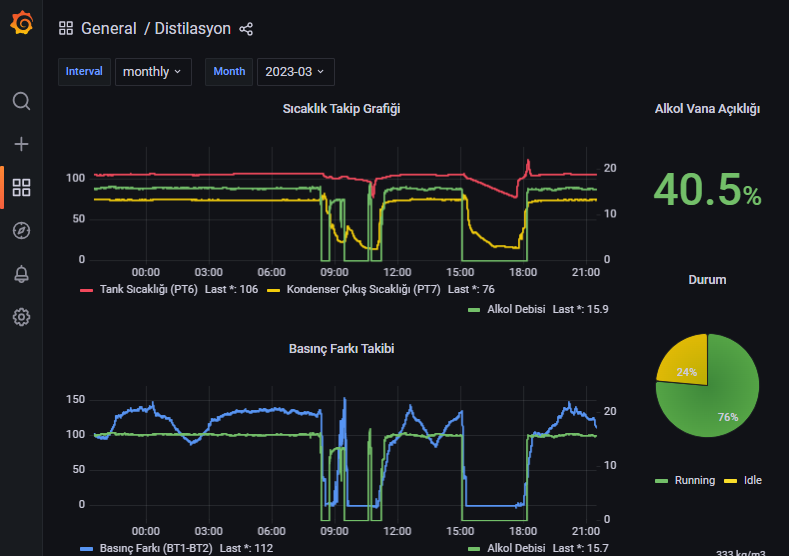 General / Distilasyon
Interval monthly Month 2023-03
Sıcaklık Takip Grafiği
100
50
0
20
10
0
00:00 03:00 06:00 09:00 12:00 15:00 18:00 21:00
Tank Sıcaklığı (PT6) Last *: 106 Kondenser Çıkış Sıcaklığı (PT7) Last *: 76
Alkol Debisi Last *: 15.9
Basınç Farkı Takibi
150
100
50
0
20
10
0
00:00 03:00 06:00 09:00 12:00 15:00 18:00 21:00
Basınç Farkı (BT1-BT2) Last *: 112 Alkol Debisi Last *: 15.7
Alkol Vana Açıklığı
40.5%
Durum
24%
76%
Running Idle
333 kg/m3